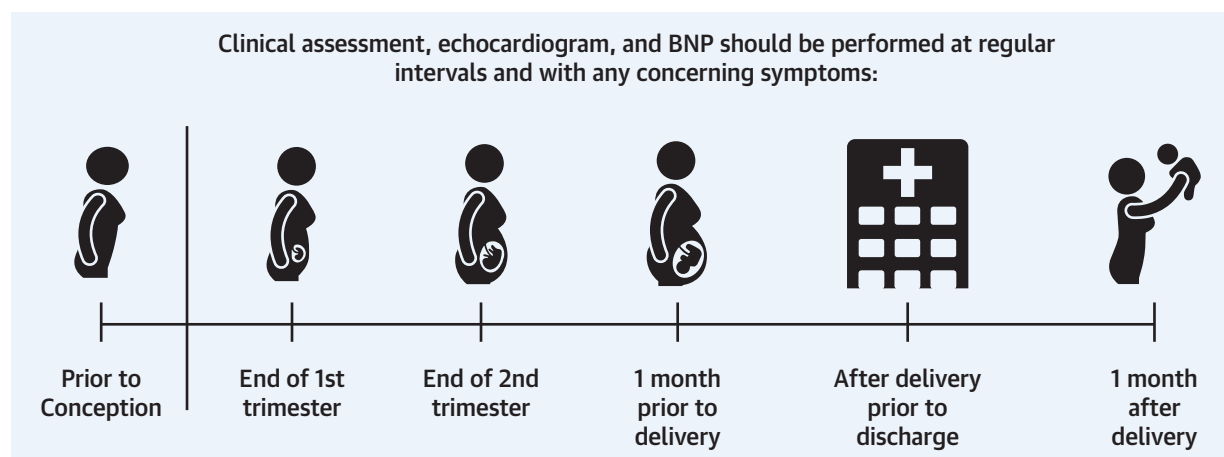 Clinical assessment, echocardiogram, and BNP should be performed at regular
intervals and with any concerning symptoms:
Prior to
Conception
End of 1st
trimester
End of 2nd
trimester
1 month
prior to
delivery
After delivery
prior to
discharge
1 month
after
delivery